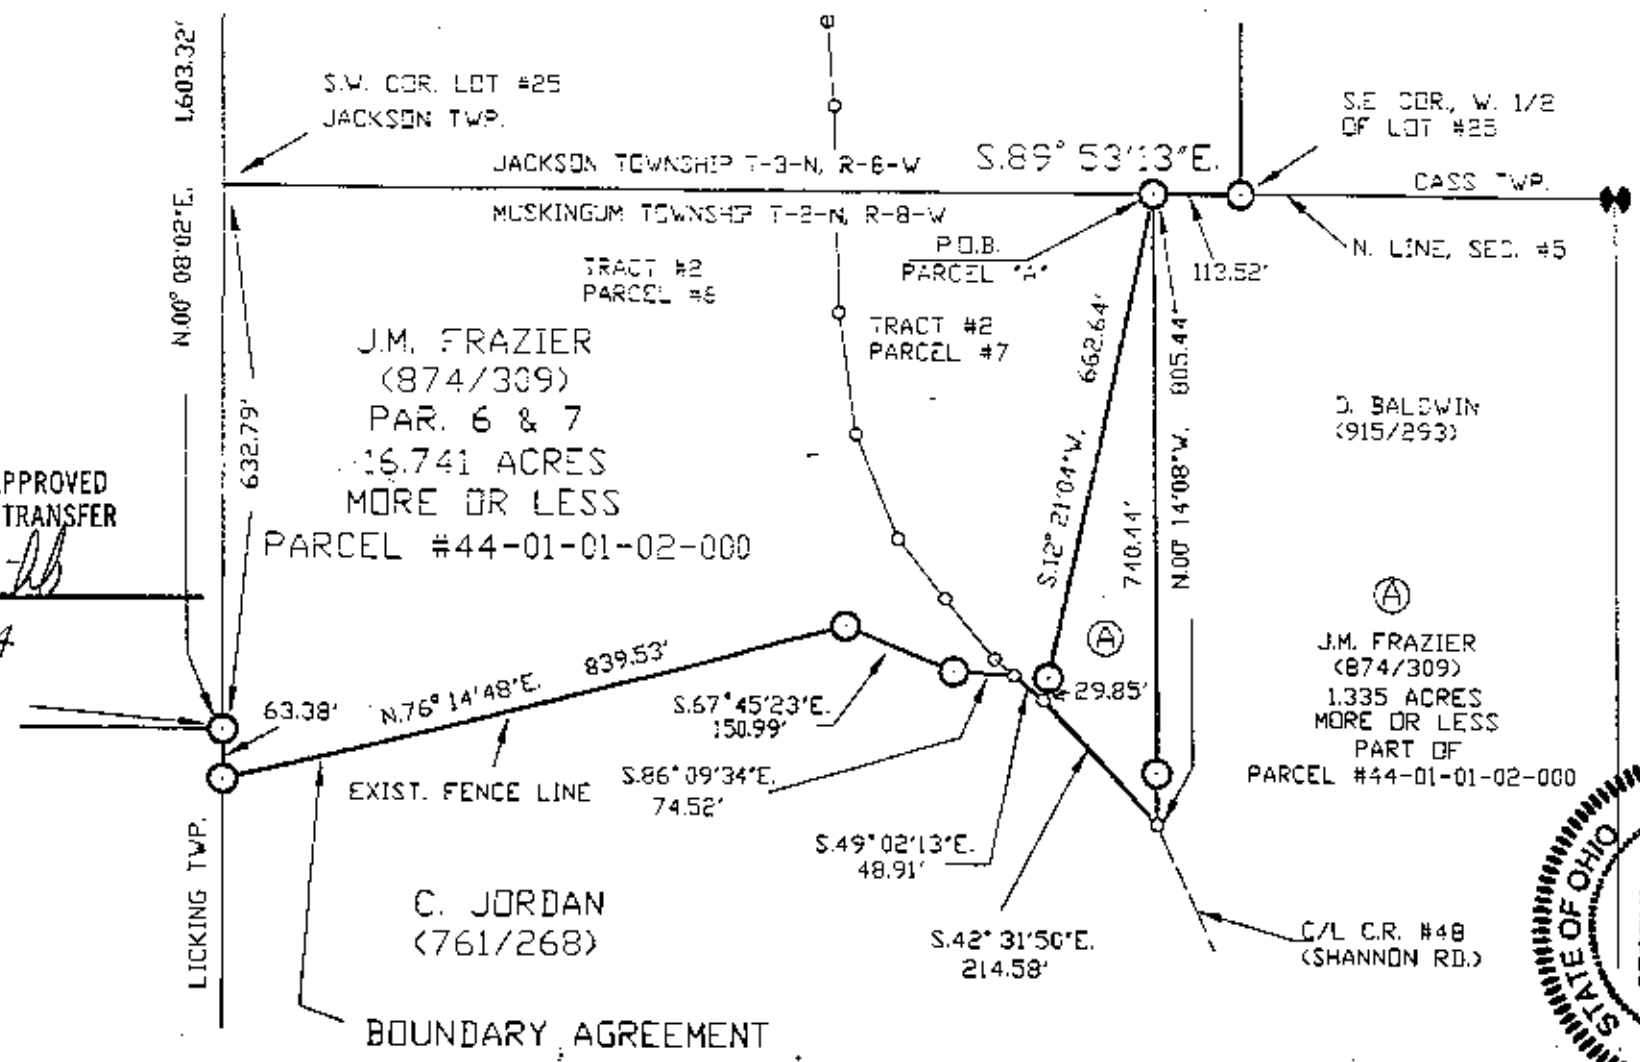 1,603.32'
S.W. COR. LOT #25
JACKSON TWP.
S.E COR., W. 1/2
OF LOT #25
JACKSON TOWNSHIP T-3-N, R-8-W
S.89° 53'13"E.
CASS TWP.
MUSKINGUM TOWNSHIP T-2-N, R-8-W
P.O.B.
PARCEL "A"
113.52'
N. LINE, SEC. #5
N.00° 08'02"E.
TRACT #2
PARCEL #6
TRACT #2
PARCEL #7
J.M. FRAZIER
(874/309)
PAR. 6 & 7
16.741 ACRES
MORE OR LESS
PARCEL #44-01-01-02-000
632.79'
662.64'
S.12° 21'04"W.
805.44'
N.00° 14'08"W.
740.44'
D. BALDWIN
(915/293)
APPROVED
TRANSFER
4
A
A
J.M. FRAZIER
(874/309)
1.335 ACRES
MORE OR LESS
PART OF
PARCEL #44-01-01-02-000
63.38'
N.76° 14'48"E.
839.53'
S.67°45'23"E.
150.99'
29.85'
EXIST. FENCE LINE
S.86°09'34"E.
74.52'
S.49°02'13"E.
48.91'
S.42°31'50"E.
214.58'
C/L C.R. #48
(SHANNON RD.)
LICKING TWP.
C. JORDAN
(761/268)
BOUNDARY AGREEMENT
STATE OF OHIO